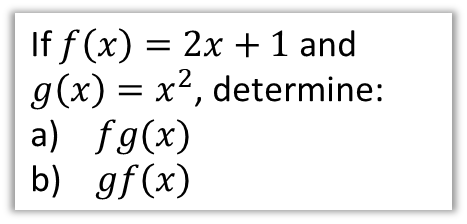 If f(x) = 2x + 1 and
g(x) = x², determine:
a) fg(x)
b) gf(x)